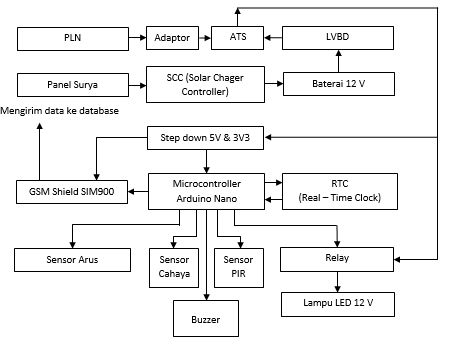 PLN
Adaptor
ATS
LVBD
Panel Surya
SCC (Solar Chager
Controller)
Baterai 12 V
Mengirim data ke database
Step down 5V & 3V3
GSM Shield SIM900
Microcontroller
Arduino Nano
RTC
(Real – Time Clock)
Sensor Arus
Sensor
Cahaya
Sensor
PIR
Relay
Buzzer
Lampu LED 12 V